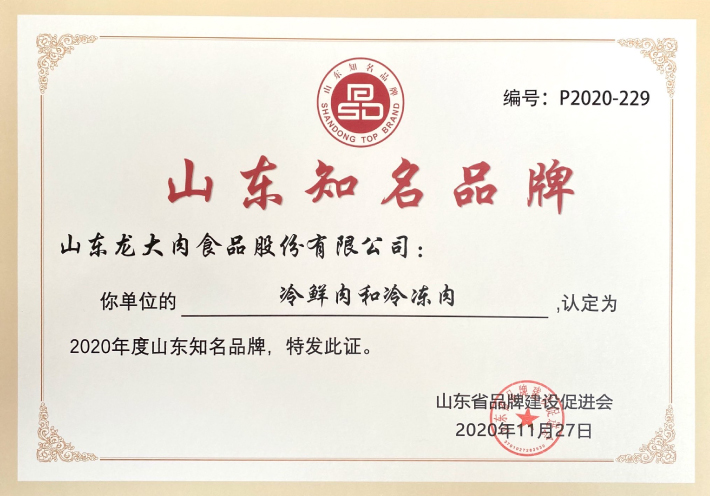 山东知名品牌
SHANDONG TOP BRAND
编号：P2020-229
山东知名品牌
山东龙大肉食品股份有限公司：
你单位的 冷鲜肉和冷冻肉 ,认定为
2020年度山东知名品牌，特发此证。
山东省品牌建设促进会
2020年11月27日